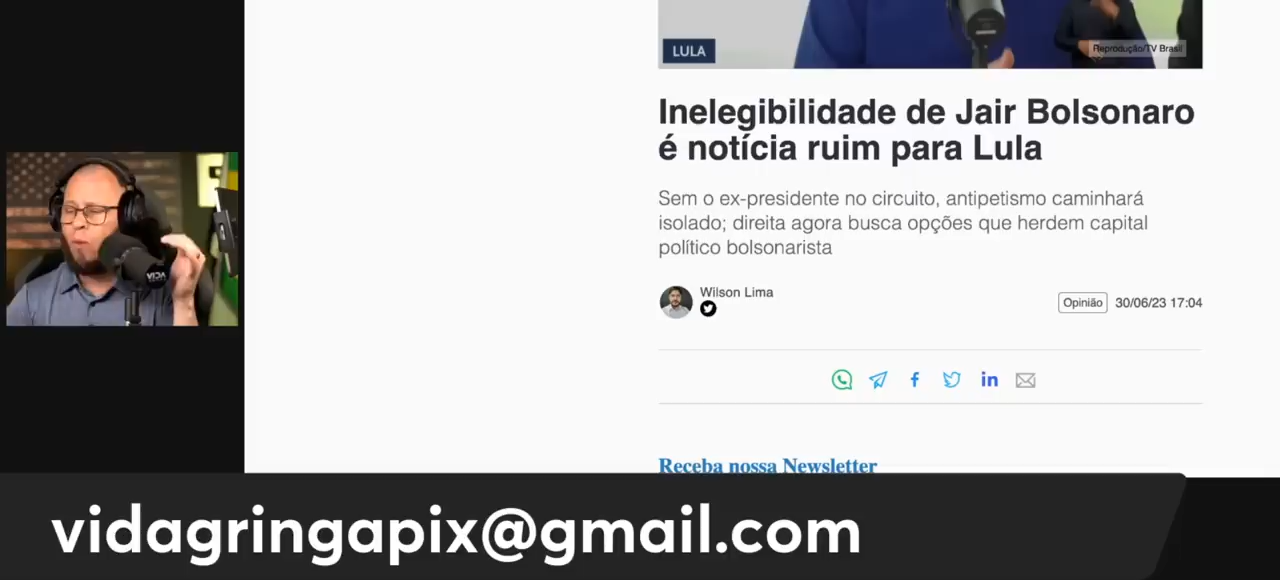 LULA
Reprodução/TV Brasil
Inelegibilidade de Jair Bolsonaro
é notícia ruim para Lula
Sem o ex-presidente no circuito, antipetismo caminhará
isolado; direita agora busca opções que herdem capital
político bolsonarista
Wilson Lima
Opinião 30/06/23 17:04
in
Receba nossa Newsletter
VIDA
vidagringapix@gmail.com